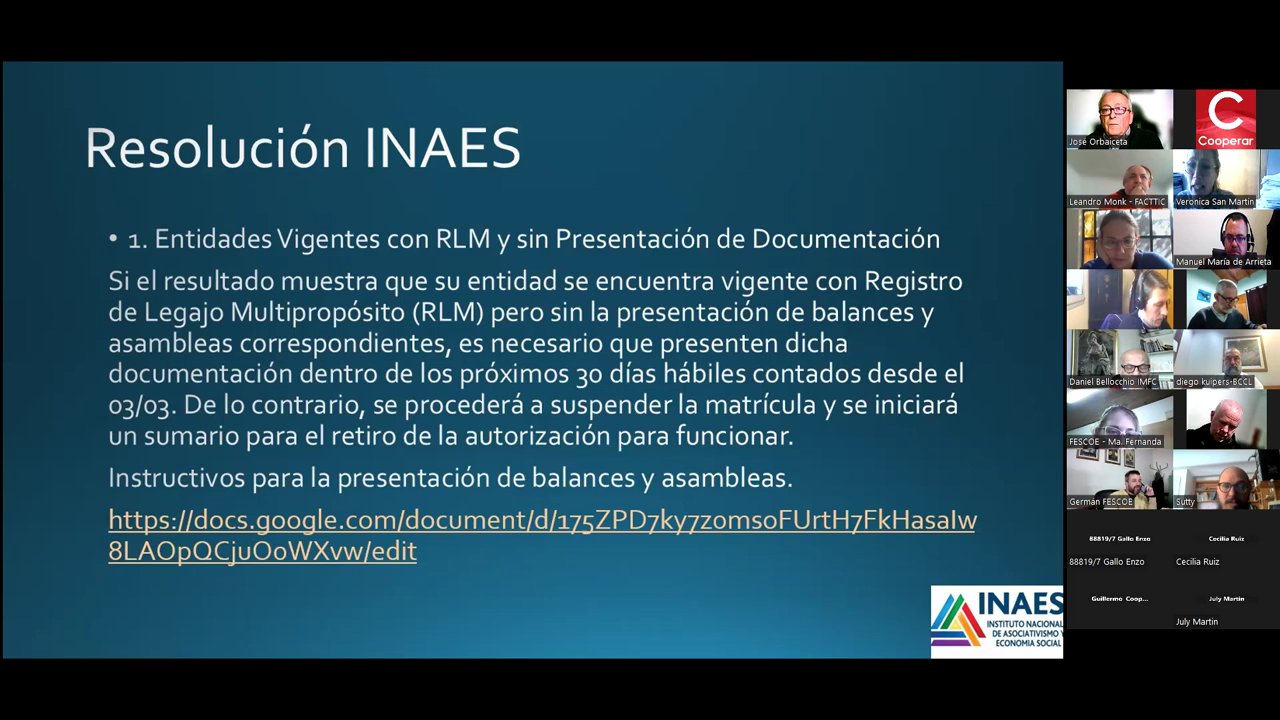 Resolución INAES
• 1. Entidades Vigentes con RLM y sin Presentación de Documentación
Si el resultado muestra que su entidad se encuentra vigente con Registro
de Legajo Multipropósito (RLM) pero sin la presentación de balances y
asambleas correspondientes, es necesario que presenten dicha
documentación dentro de los próximos 30 días hábiles contados desde el
03/03. De lo contrario, se procederá a suspender la matrícula y se iniciará
un sumario para el retiro de la autorización para funcionar.
Instructivos para la presentación de balances y asambleas.
https://docs.google.com/document/d/175ZPD7ky7zomsoFUrtH7FkHasaIw
8LAOpQCjuOoWXvw/edit
INAES
INSTITUTO NACIONAL
DE ASOCIATIVISMO Y
ECONOMIA SOCIAL
José Orbaiceta
C
Cooperar
Leandro Monk - FACTTIC
Veronica San Martin
Manuel María de Arrieta
Daniel Bellocchio IMFC
diego kuipers-BCCL
FESCOE - Ma. Fernanda
Germán FESCOE
Sutty
88819/7 Gallo Enzo
Cecilia Ruiz
88819/7 Gallo Enzo
Cecilia Ruiz
Guillermo Coop...
July Martin
July Martin